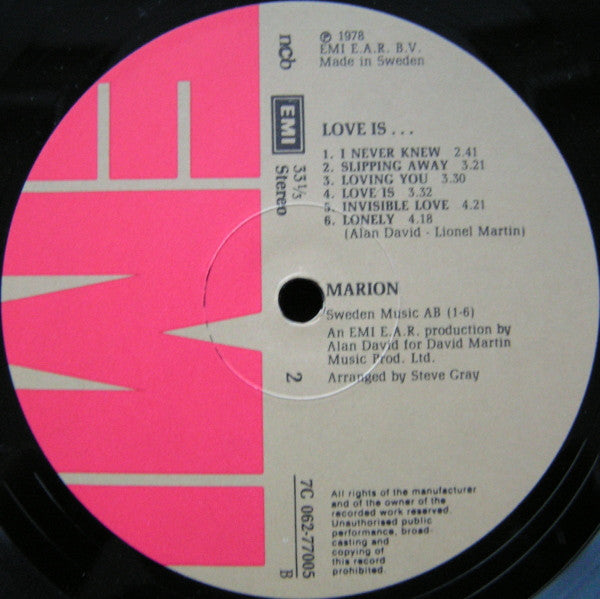 ℗ 1978
EMI E.A.R. B.V.
Made in Sweden
ncb
EMI
33⅓
Stereo
LOVE IS ...
1. I NEVER KNEW 2.41
2. SLIPPING AWAY 3.21
3. LOVING YOU 3.30
4. LOVE IS 3.32
5. INVISIBLE LOVE 4.21
6. LONELY 4.18
(Alan David - Lionel Martin)
MARION
Sweden Music AB (1-6)
An EMI E.A.R. production by
Alan David for David Martin
Music Prod. Ltd.
Arranged by Steve Gray
2
7C 062-77005
B
All rights of the manufacturer
and of the owner of the
recorded work reserved.
Unauthorised public
performance, broad-
casting and
copying of
this record
prohibited.
EMI